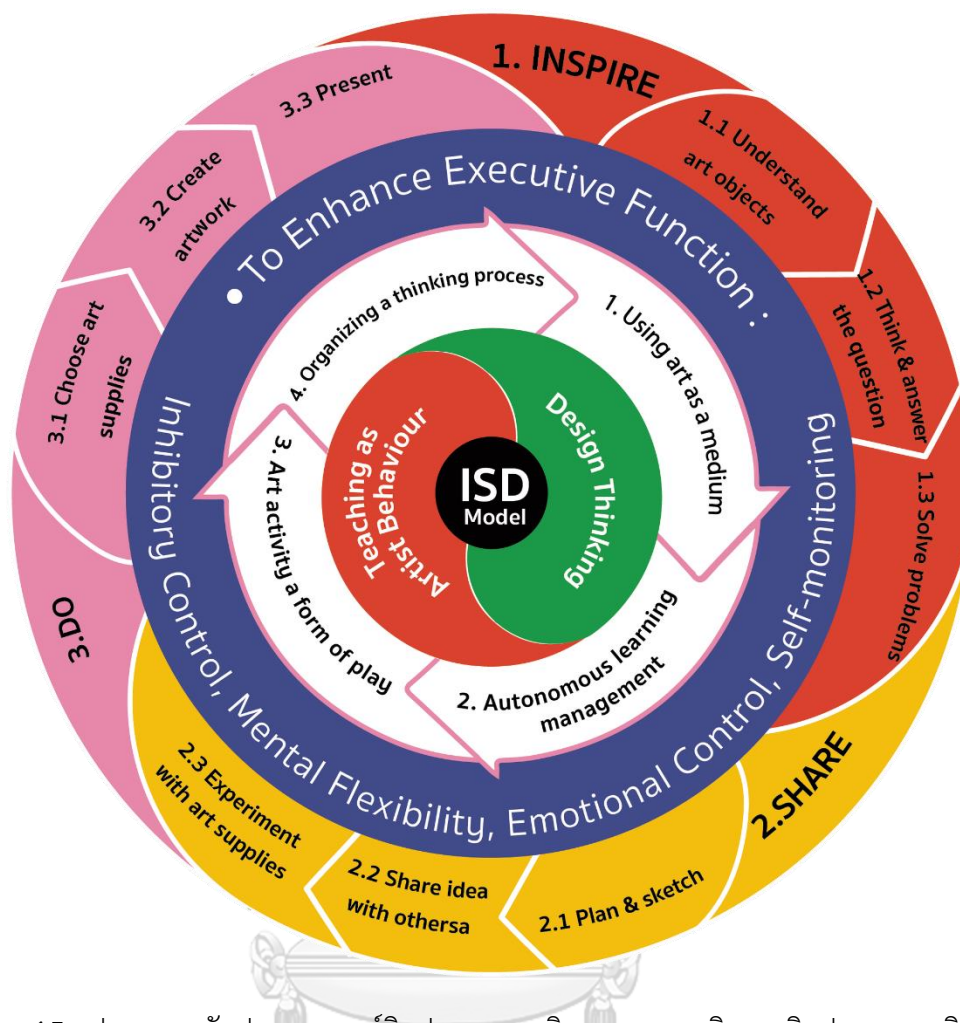 1. INSPIRE
1.1 Understand
art objects
1.2 Think & answer
the question
1.3 Solve problems
2.SHARE
2.1 Plan & sketch
2.2 Share idea
with othersa
2.3 Experiment
with art supplies
3.DO
3.1 Choose art
supplies
3.2 Create
artwork
3.3 Present
• To Enhance Executive Function :
Inhibitory Control, Mental Flexibility, Emotional Control, Self-monitoring
1. Using art as a medium
2. Autonomous learning
management
3. Art activity a form of play
4. Organizing a thinking process
Teaching as
Artist Behaviour
Design Thinking
ISD
Model